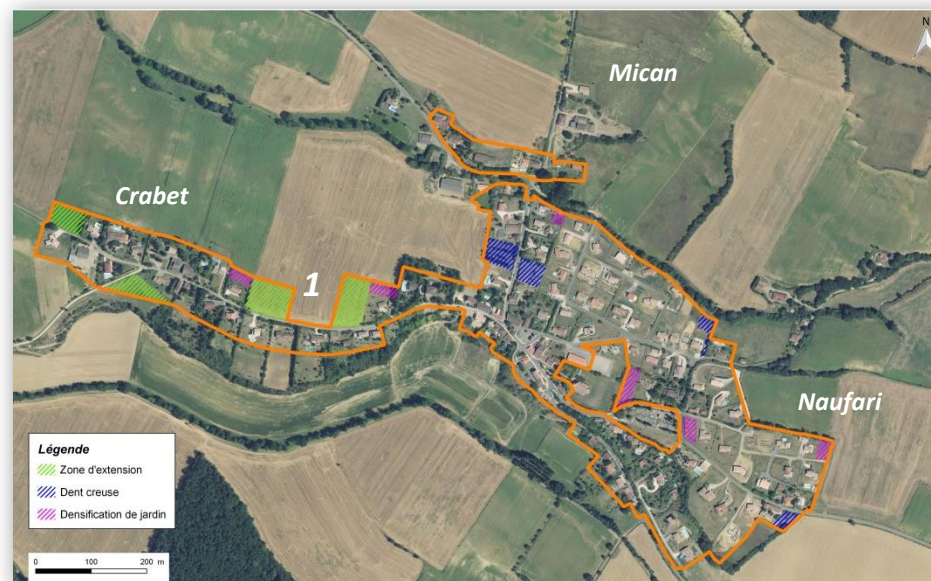 N
Mican
Crabet
1
Naufari
Légende
Zone d'extension
Dent creuse
Densification de jardin
0 100 200 m